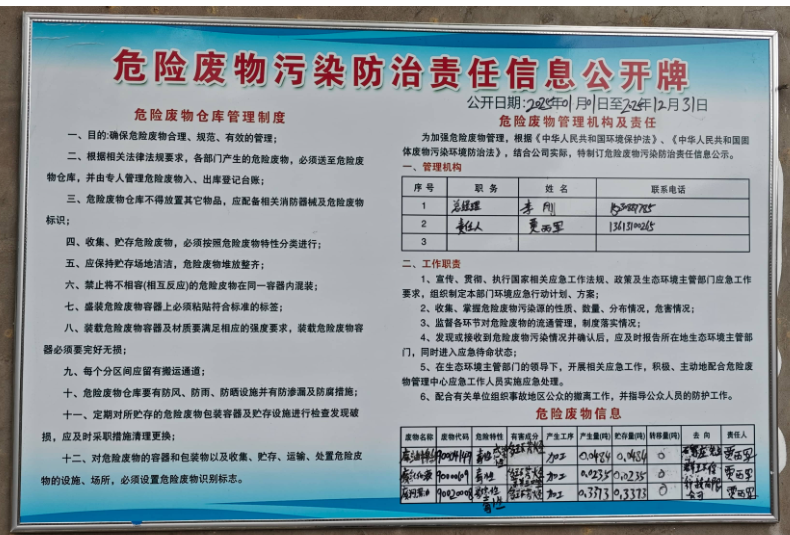 危险废物污染防治责任信息公开牌
公开日期:2025年01月01日至2025年12月31日
危险废物仓库管理制度
一、目的:确保危险废物合理、规范、有效的管理;
二、根据相关法律法规要求,各部门产生的危险废物,必须送至危险废
物仓库,并由专人管理危险废物入、出库登记台账;
三、危险废物仓库不得放置其它物品,应配备相关消防器械及危险废物
标识;
四、收集、贮存危险废物,必须按照危险废物特性分类进行;
五、应保持贮存场地洁洁,危险废物堆放整齐;
六、禁止将不相容(相互反应)的危险废物在同一容器内混装;
七、盛装危险废物容器上必须粘贴符合标准的标签;
八、装载危险废物容器及材质要满足相应的强度要求,装载危险废物容
器必须要完好无损;
九、每个分区间应留有搬运通道;
十、危险废物仓库要有防风、防雨、防晒设施并有防渗漏及防腐措施;
十一、定期对所贮存的危险废物包装容器及贮存设施进行检查发现破
损,应及时采职措施清理更换;
十二、对危险废物的容器和包装物以及收集、贮存、运输、处置危废
物的设施、场所,必须设置危险废物识别标志。
危险废物管理机构及责任
为加强危险废物管理,根据《中华人民共和国环境保护法》、《中华人民共和国固
体废物污染环境防治法》,结合公司实际,特制订危险废物污染防治责任信息公示。
一、管理机构
序号 职务 姓名 联系电话
1 总经理 李刚
2 责任人 贾西军 13613100265
3
二、工作职责
1、宣传、贯彻、执行国家相关应急工作法规、政策及生态环境主管部门应急工作
要求,组织制定本部门环境应急行动计划、方案;
2、收集、掌握危险废物污染源的性质、数量、分布情况,危害情况;
3、监督各环节对危险废物的流通管理,制度落实情况;
4、发现或接收到危险废物污染情况并确认后,应及时报告所在地生态环境主管部
门,同时进入应急待命状态;
5、在生态环境主管部门的领导下,开展相关应急工作,积极、主动地配合危险废
物管理中心应急工作人员实施应急处理。
6、配合有关单位组织事故地区公众的撤离工作,并指导公众人员的防护工作。
危险废物信息
废物名称 废物代码 危险特性 有害成分 产生工序 产生量(吨) 贮存量(吨) 转移量(吨) 去向 责任人
90004149 毒性 加工 0.0484 0.0484 0
9000609 毒性 加工 0.0235 0.0235 0
90020008 毒性 加工 0.3373 0.3373 0